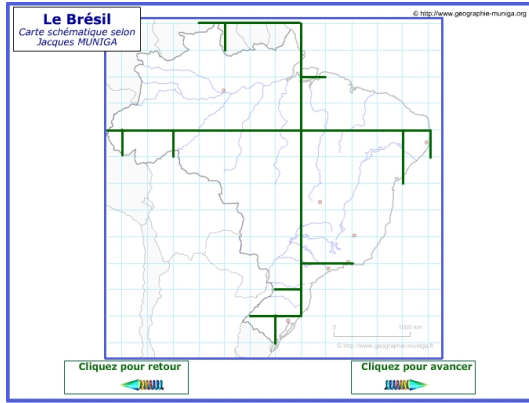 Le Brésil
Carte schématique selon
Jacques MUNIGA
© http://www.geographie-muniga.org
0 1000 km
© http://www.geographie-muniga.fr
Cliquez pour retour
Cliquez pour avancer